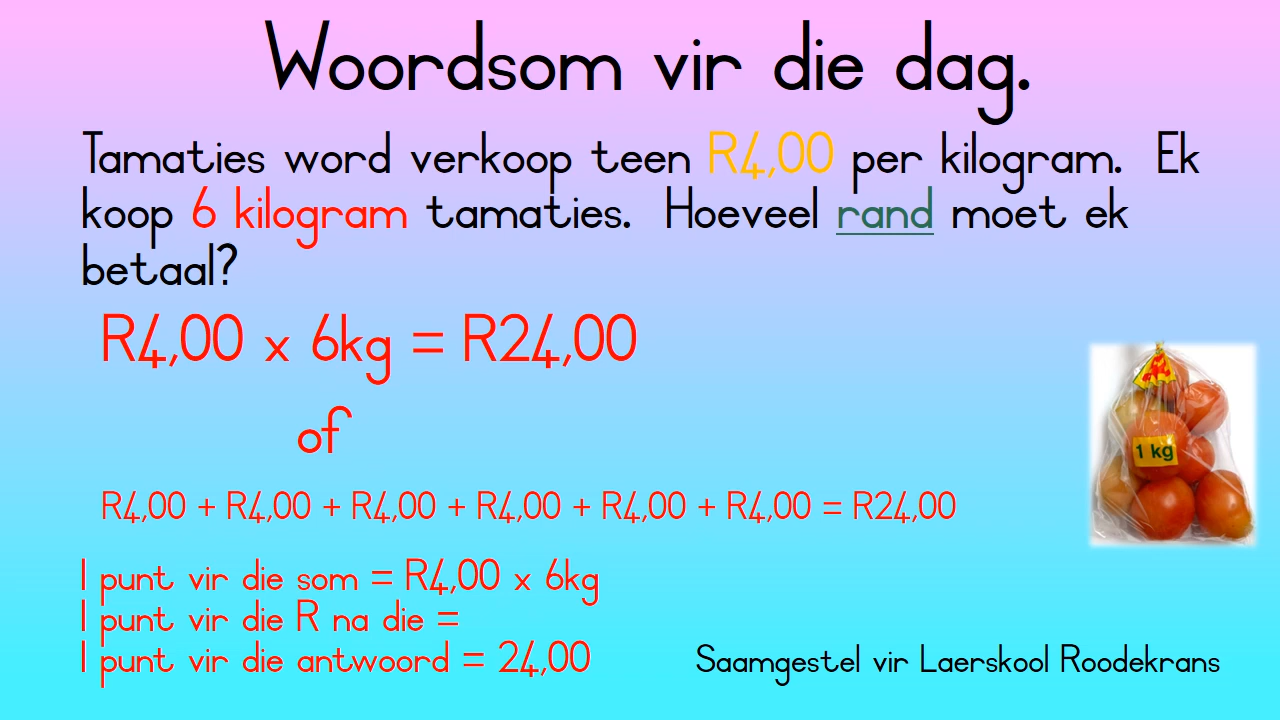 Woordsom vir die dag.
Tamaties word verkoop teen R4,00 per kilogram. Ek
koop 6 kilogram tamaties. Hoeveel rand moet ek
betaal?
R4,00 x 6kg = R24,00
of
R4,00 + R4,00 + R4,00 + R4,00 + R4,00 + R4,00 = R24,00
1 kg
1 punt vir die som = R4,00 x 6kg
1 punt vir die R na die =
1 punt vir die antwoord = 24,00
Saamgestel vir Laerskool Roodekrans